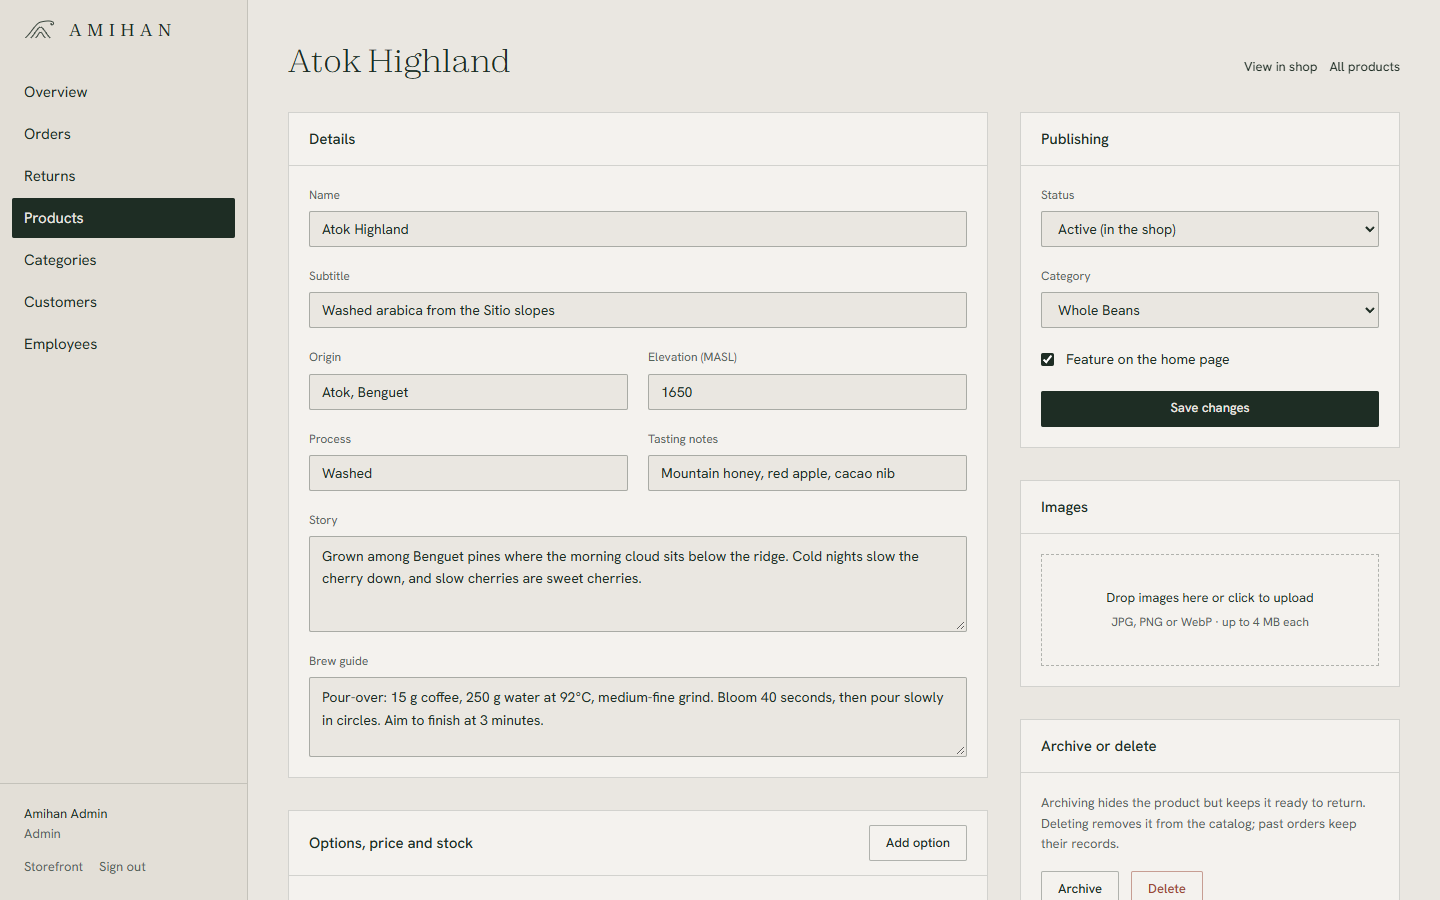 AMIHAN
Overview
Orders
Returns
Products
Categories
Customers
Employees
Amihan Admin
Admin
Storefront Sign out
Atok Highland
View in shop All products
Details
Name
Atok Highland
Subtitle
Washed arabica from the Sitio slopes
Origin Elevation (MASL)
Atok, Benguet 1650
Process Tasting notes
Washed Mountain honey, red apple, cacao nib
Story
Grown among Benguet pines where the morning cloud sits below the ridge. Cold nights slow the
cherry down, and slow cherries are sweet cherries.
Brew guide
Pour-over: 15 g coffee, 250 g water at 92°C, medium-fine grind. Bloom 40 seconds, then pour slowly
in circles. Aim to finish at 3 minutes.
Options, price and stock Add option
Publishing
Status
Active (in the shop)
Category
Whole Beans
Feature on the home page
Save changes
Images
Drop images here or click to upload
JPG, PNG or WebP · up to 4 MB each
Archive or delete
Archiving hides the product but keeps it ready to return.
Deleting removes it from the catalog; past orders keep
their records.
Archive Delete